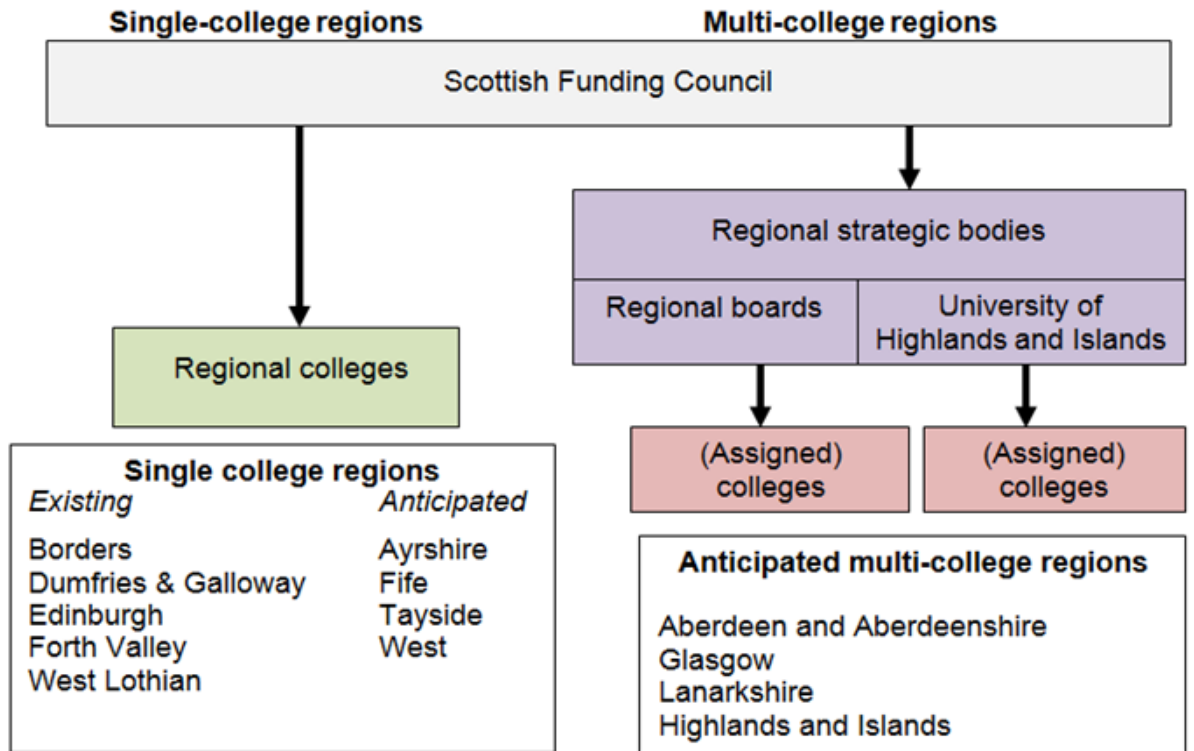 Single-college regions
Multi-college regions
Scottish Funding Council
Regional strategic bodies
Regional boards
University of
Highlands and Islands
Regional colleges
(Assigned)
colleges
(Assigned)
colleges
Single college regions
Existing
Anticipated
Borders
Ayrshire
Dumfries & Galloway
Fife
Edinburgh
Tayside
Forth Valley
West
West Lothian
Anticipated multi-college regions
Aberdeen and Aberdeenshire
Glasgow
Lanarkshire
Highlands and Islands